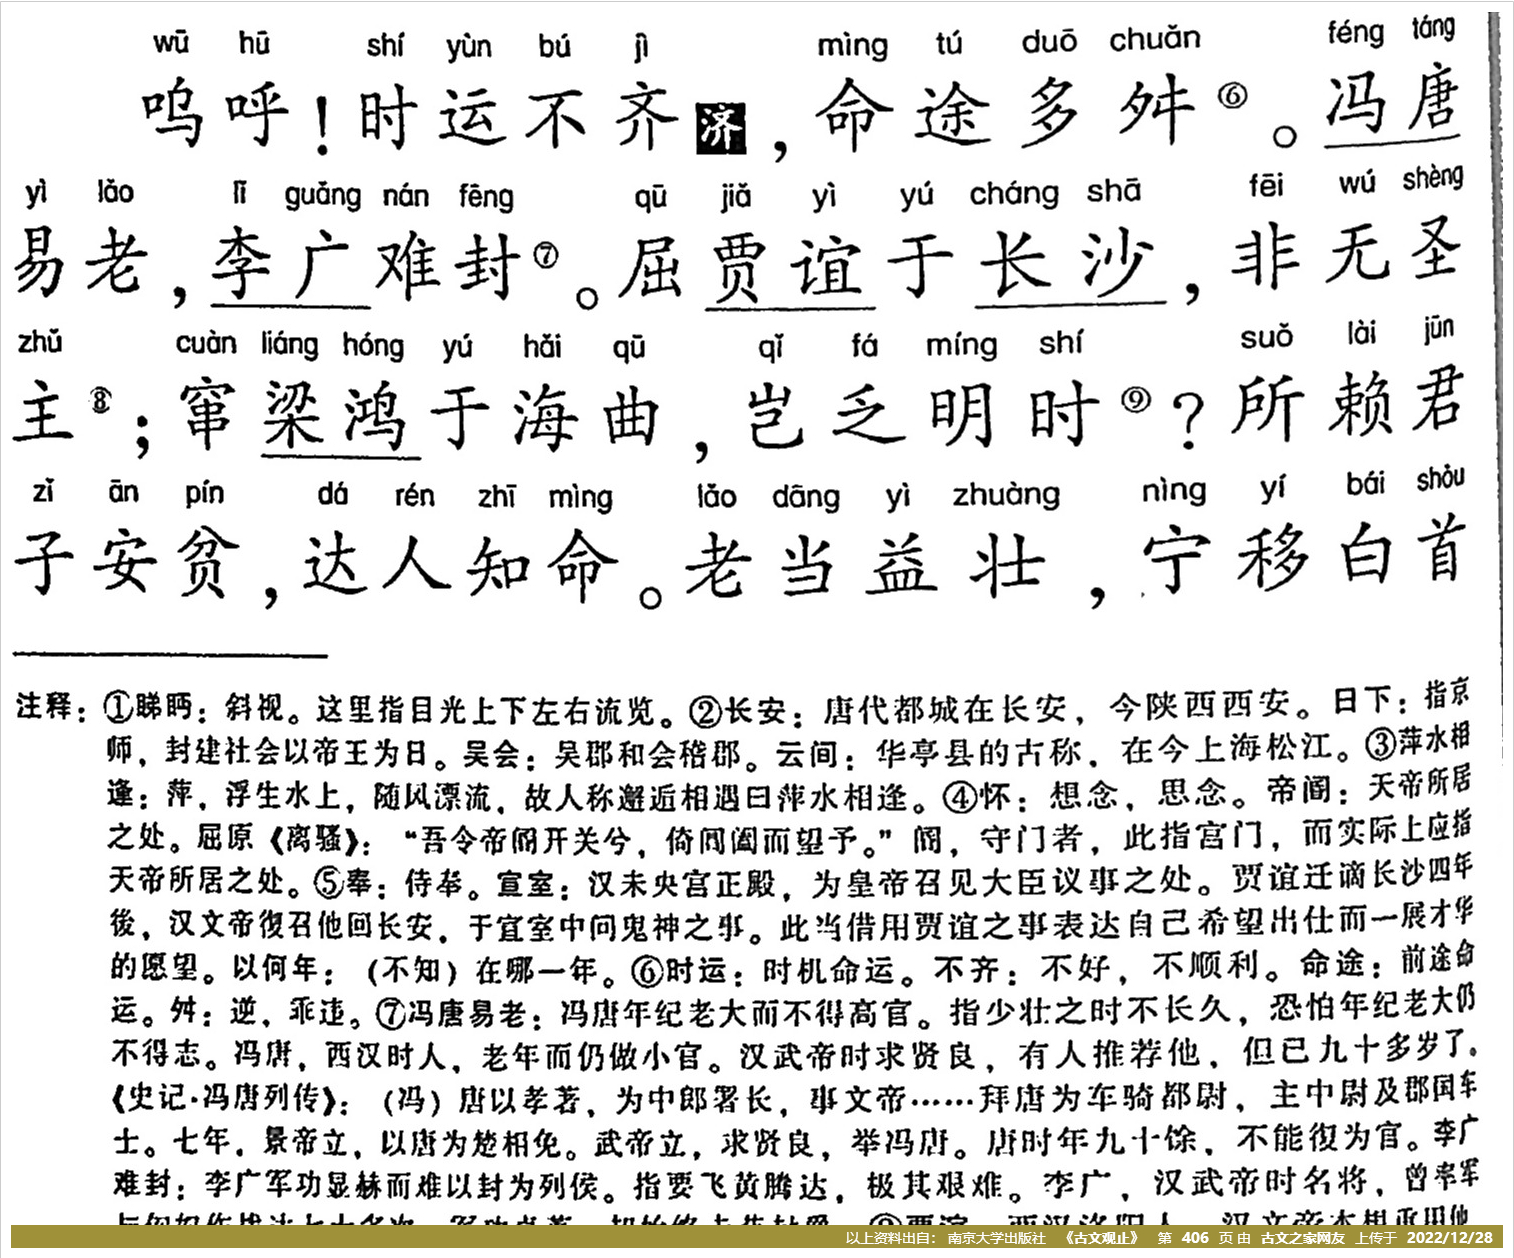 wū hū shí yùn bú jì mìng tú duō chuǎn féng táng
呜呼！时运不齐济，命途多舛⑥。冯唐
yì lǎo lǐ guǎng nán fēng qū jiǎ yì yú cháng shā fēi wú shèng
易老，李广难封⑦。屈贾谊于长沙，非无圣
zhǔ cuàn liáng hóng yú hǎi qū qǐ fá míng shí suǒ lài jūn
主⑧；窜梁鸿于海曲，岂乏明时⑨？所赖君
zǐ ān pín dá rén zhī mìng lǎo dāng yì zhuàng nìng yí bái shǒu
子安贫，达人知命。老当益壮，宁移白首
注释：①睇眄：斜视。这里指目光上下左右流览。②长安：唐代都城在长安，今陕西西安。日下：指京
师，封建社会以帝王为日。吴会：吴郡和会稽郡。云间：华亭县的古称，在今上海松江。③萍水相
逢：萍，浮生水上，随风漂流，故人称邂逅相遇曰萍水相逢。④怀：想念，思念。帝阍：天帝所居
之处。屈原《离骚》：“吾令帝阍开关兮，倚阊阖而望予。”阍，守门者，此指宫门，而实际上应指
天帝所居之处。⑤奉：侍奉。宣室：汉未央宫正殿，为皇帝召见大臣议事之处。贾谊迁谪长沙四年
後，汉文帝復召他回长安，于宣室中问鬼神之事。此当借用贾谊之事表达自己希望出仕而一展才华
的愿望。以何年：（不知）在哪一年。⑥时运：时机命运。不齐：不好，不顺利。命途：前途命
运。舛：逆，乖违。⑦冯唐易老：冯唐年纪老大而不得高官。指少壮之时不长久，恐怕年纪老大仍
不得志。冯唐，西汉时人，老年而仍做小官。汉武帝时求贤良，有人推荐他，但已九十多岁了。
《史记·冯唐列传》：（冯）唐以孝著，为中郎署长，事文帝……拜唐为车骑都尉，主中尉及郡国车
士。七年，景帝立，以唐为楚相免。武帝立，求贤良，举冯唐。唐时年九十馀，不能復为官。李广
难封：李广军功显赫而难以封为列侯。指要飞黄腾达，极其艰难。李广，汉武帝时名将，曾率军
以上资料出自： 南京大学出版社 《古文观止》 第 406 页 由 古文之家网友 上传于 2022/12/28